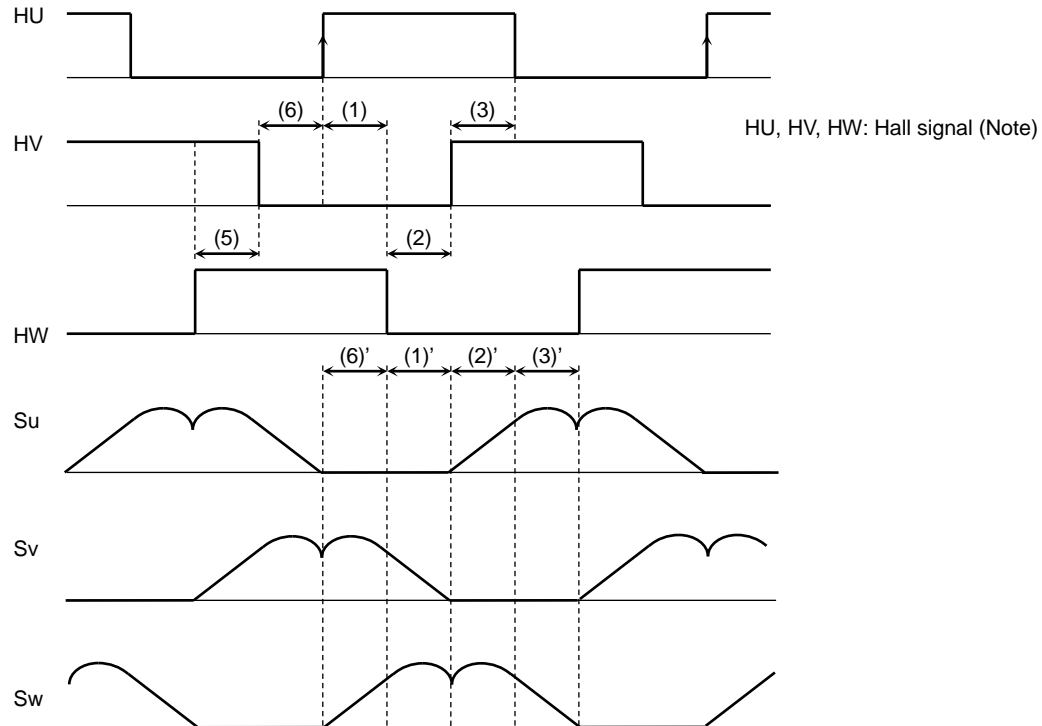 HU
(6) (1) (3)
HU, HV, HW: Hall signal (Note)
HV
(5) (2)
HW
(6)’ (1)’ (2)’ (3)’
Su
Sv
Sw